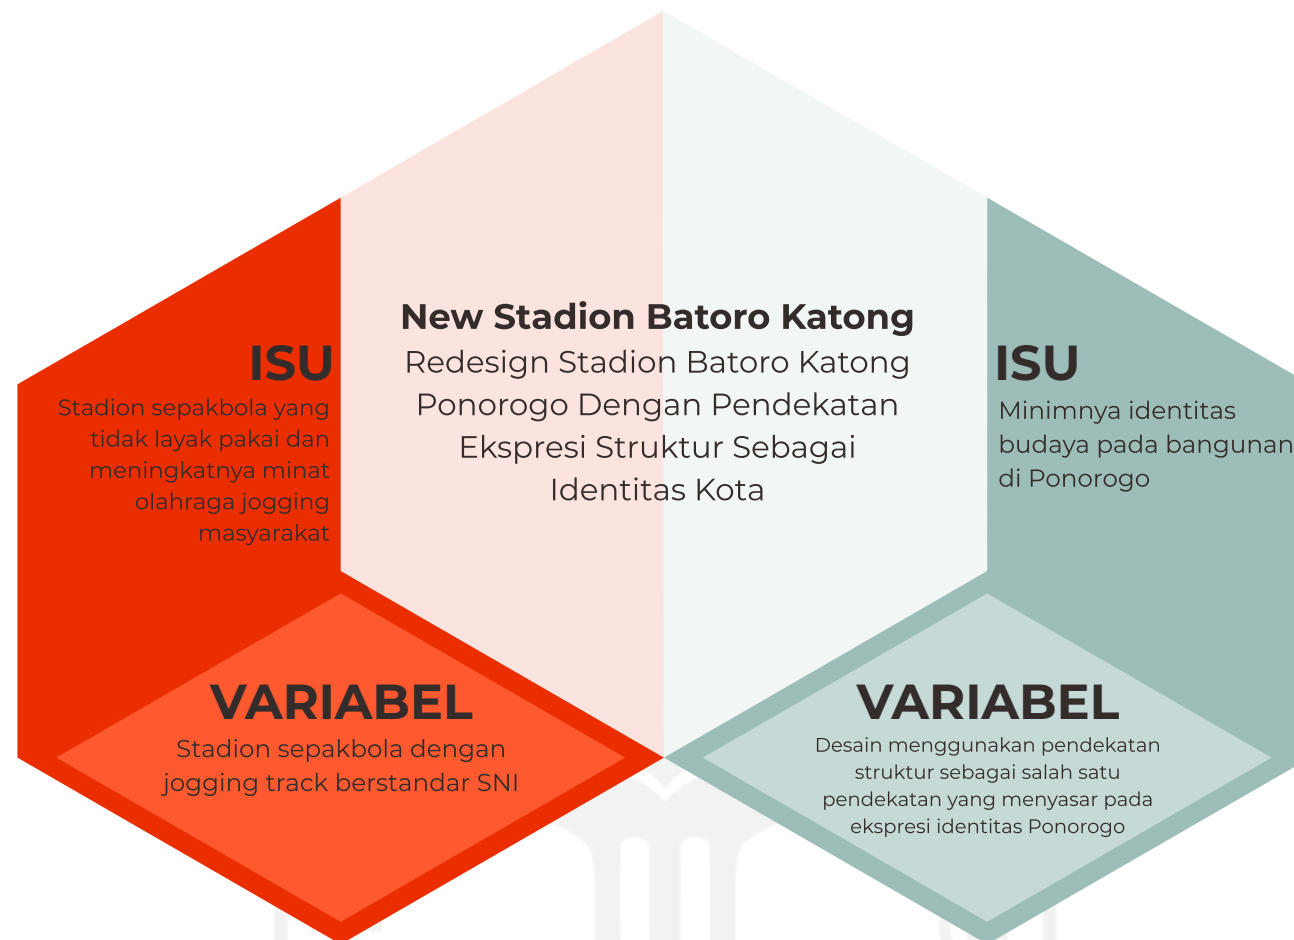 New Stadion Batoro Katong
Redesign Stadion Batoro Katong
Ponorogo Dengan Pendekatan
Ekspresi Struktur Sebagai
Identitas Kota
ISU
Stadion sepakbola yang
tidak layak pakai dan
meningkatnya minat
olahraga jogging
masyarakat
ISU
Minimnya identitas
budaya pada bangunan
di Ponorogo
VARIABEL
Stadion sepakbola dengan
jogging track berstandar SNI
VARIABEL
Desain menggunakan pendekatan
struktur sebagai salah satu
pendekatan yang menyasar pada
ekspresi identitas Ponorogo